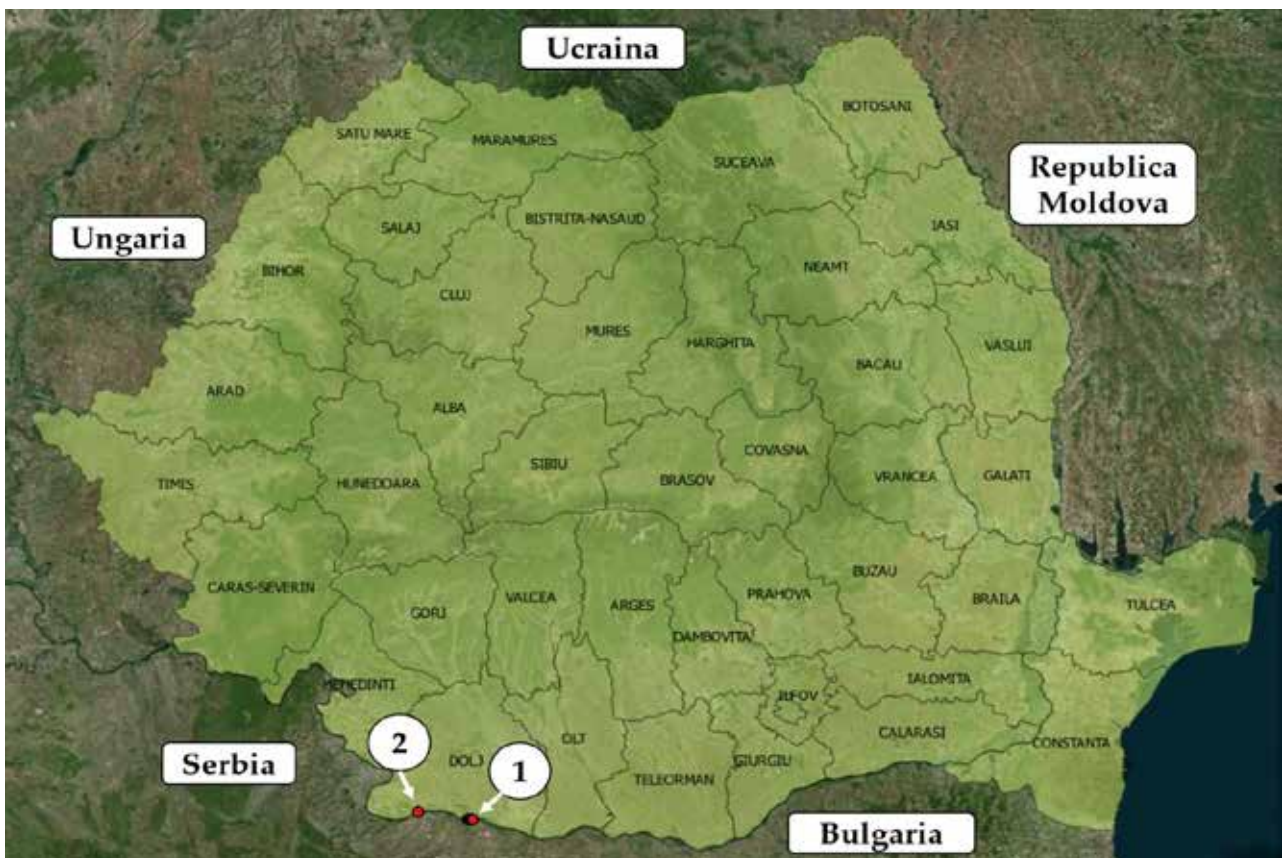 Ucraina
BOTOSANI
SATU MARE
MARAMURES
SUCEAVA
Republica
Moldova
Ungaria
SALAJ
BISTRITA-NASAUD
IASI
BIHOR
NEAMT
CLUJ
MURES
HARGHITA
VASLUI
BACAU
ARAD
ALBA
COVASNA
SIBIU
BRASOV
VRANCEA
GALATI
TIMIS
HUNEDOARA
CARAS-SEVERIN
GORJ
VALCEA
ARGES
PRAHOVA
BUZAU
BRAILA
TULCEA
DAMBOVITA
MEHEDINTI
ILFOV
IALOMITA
Serbia
2
DOLJ
1
OLT
TELEORMAN
GIURGIU
CALARASI
CONSTANTA
Bulgaria